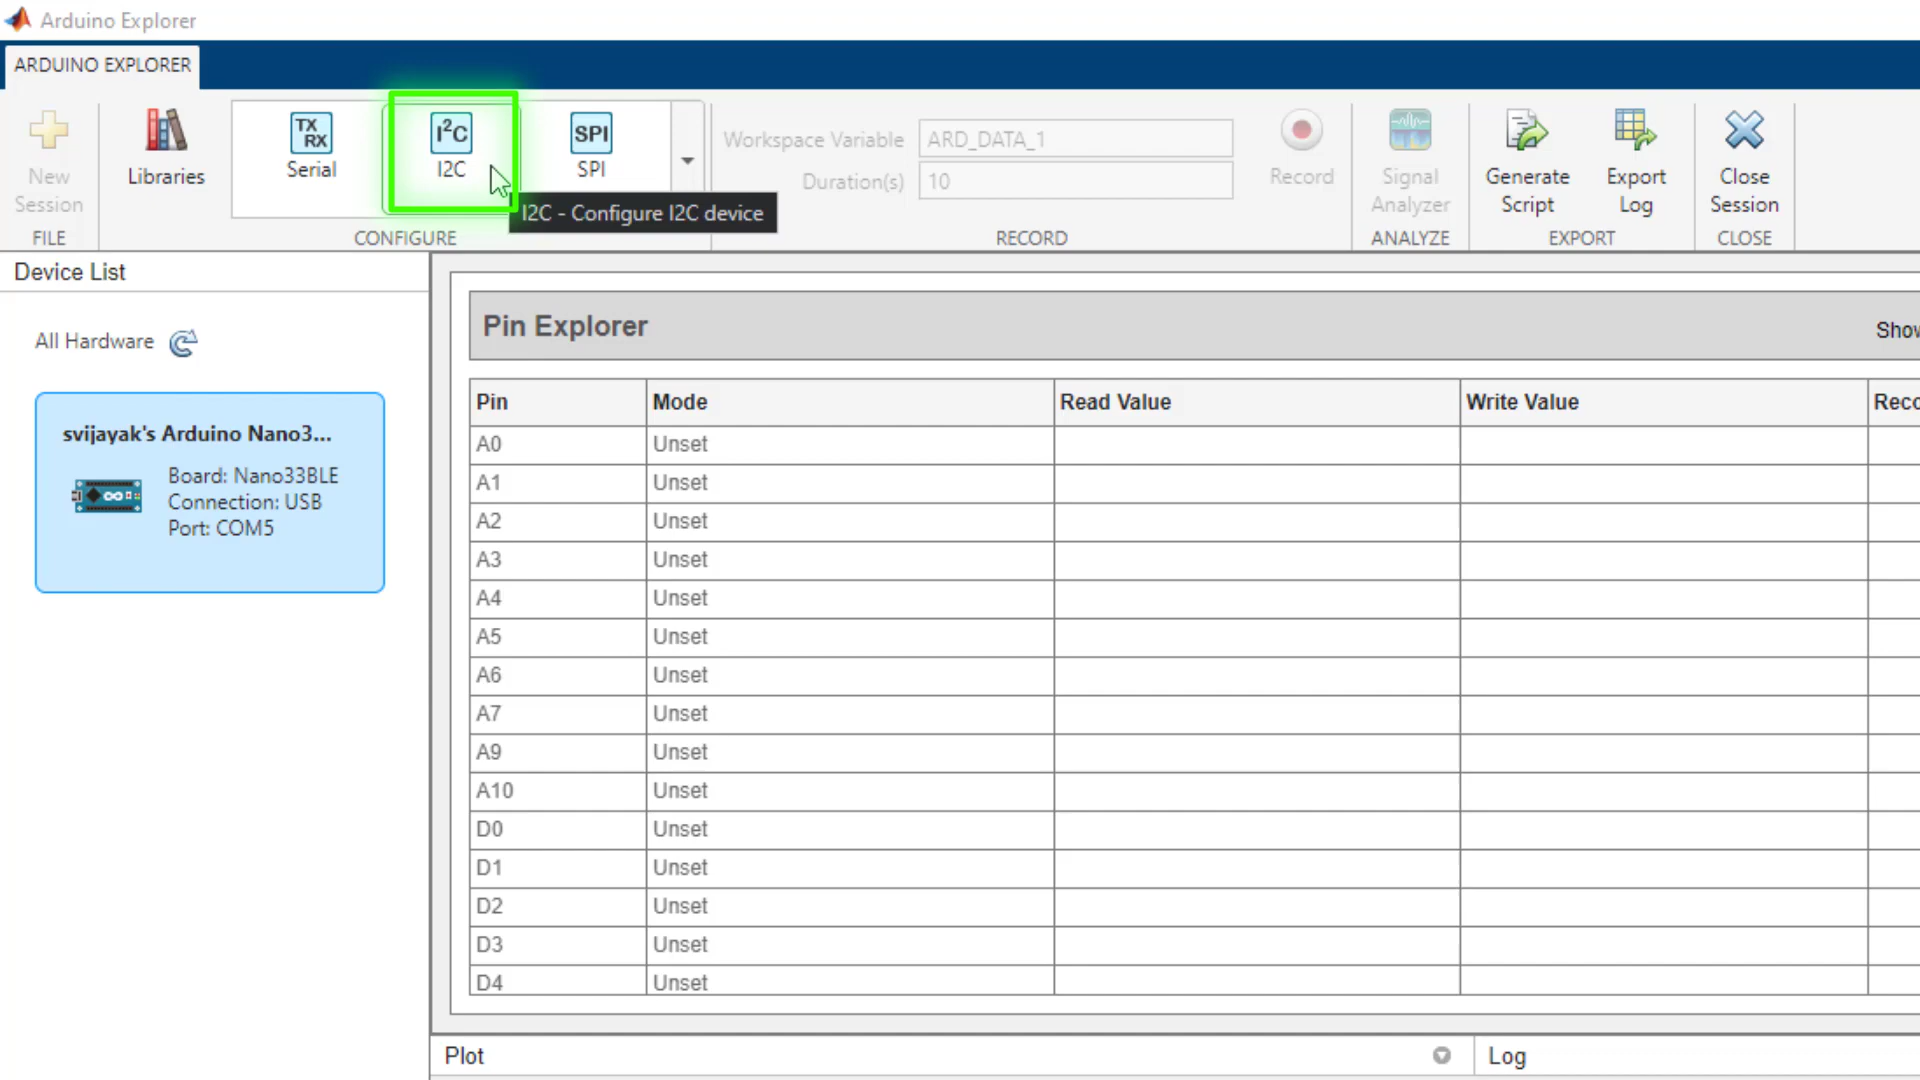 Arduino Explorer
ARDUINO EXPLORER
New
Session
FILE
Libraries
TX
RX
Serial
I²C
I2C
SPI
SPI
CONFIGURE
I2C - Configure I2C device
Workspace Variable ARD_DATA_1
Duration(s) 10
Record
RECORD
Signal
Analyzer
ANALYZE
Generate
Script
Export
Log
EXPORT
Close
Session
CLOSE
Device List
All Hardware
svijayak's Arduino Nano3...
Board: Nano33BLE
Connection: USB
Port: COM5
Pin Explorer
Pin Mode Read Value Write Value
A0 Unset
A1 Unset
A2 Unset
A3 Unset
A4 Unset
A5 Unset
A6 Unset
A7 Unset
A9 Unset
A10 Unset
D0 Unset
D1 Unset
D2 Unset
D3 Unset
D4 Unset
Plot
Log